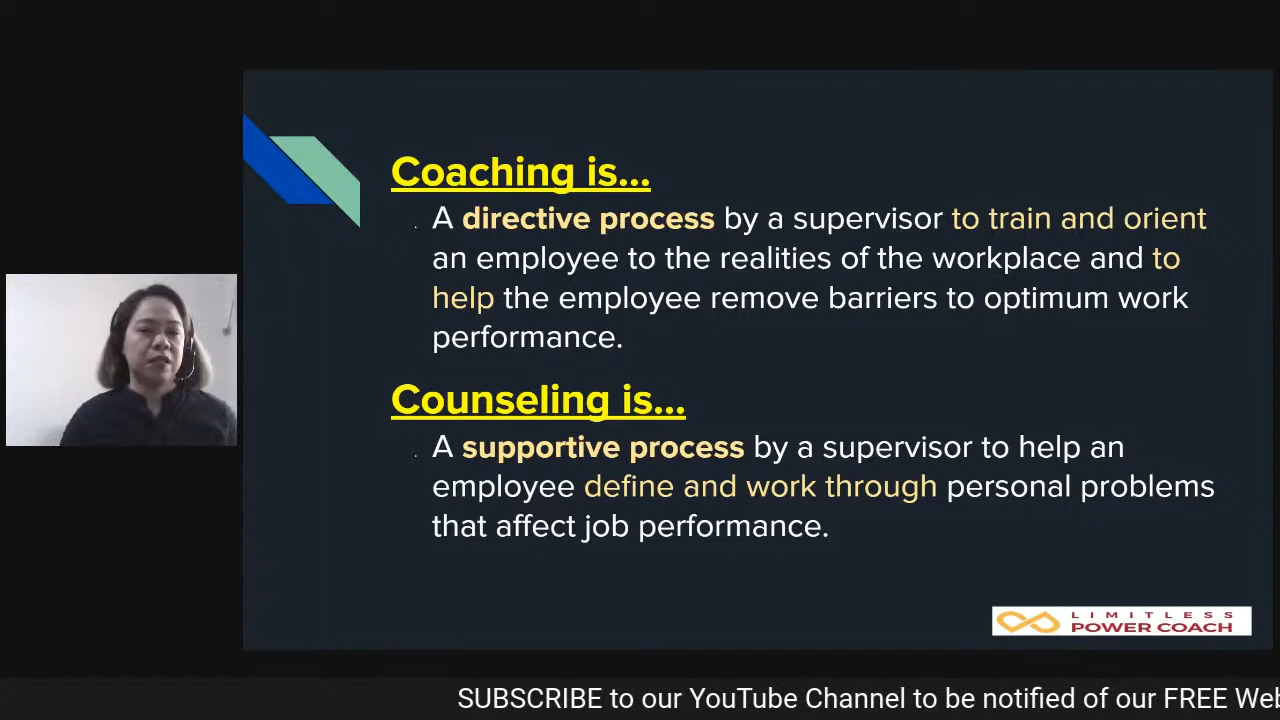 Coaching is...
. A directive process by a supervisor to train and orient
an employee to the realities of the workplace and to
help the employee remove barriers to optimum work
performance.
Counseling is...
. A supportive process by a supervisor to help an
employee define and work through personal problems
that affect job performance.
LIMITLESS
POWER COACH
SUBSCRIBE to our YouTube Channel to be notified of our FREE